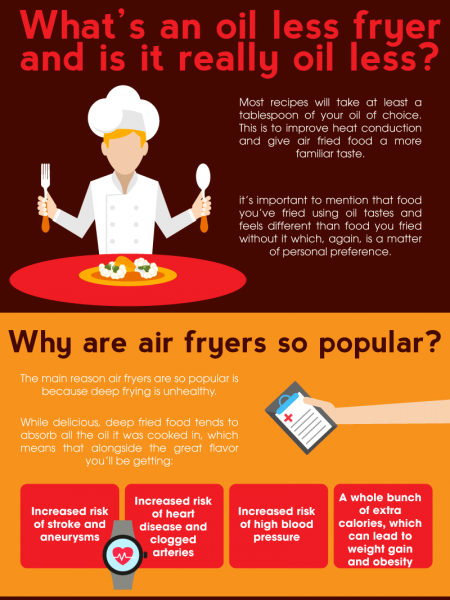 What's an oil less fryer
and is it really oil less?
Most recipes will take at least a
tablespoon of your oil of choice.
This is to improve heat conduction
and give air fried food a more
familiar taste.
it's important to mention that food
you've fried using oil tastes and
feels different than food you fried
without it which, again, is a matter
of personal preference.
Why are air fryers so popular?
The main reason air fryers are so popular is
because deep frying is unhealthy.
While delicious, deep fried food tends to
absorb all the oil it was cooked in, which
means that alongside the great flavor
you'll be getting:
Increased risk
of stroke and
aneurysms
Increased risk
of heart
disease and
clogged
arteries
Increased risk
of high blood
pressure
A whole bunch
of extra
calories, which
can lead to
weight gain
and obesity